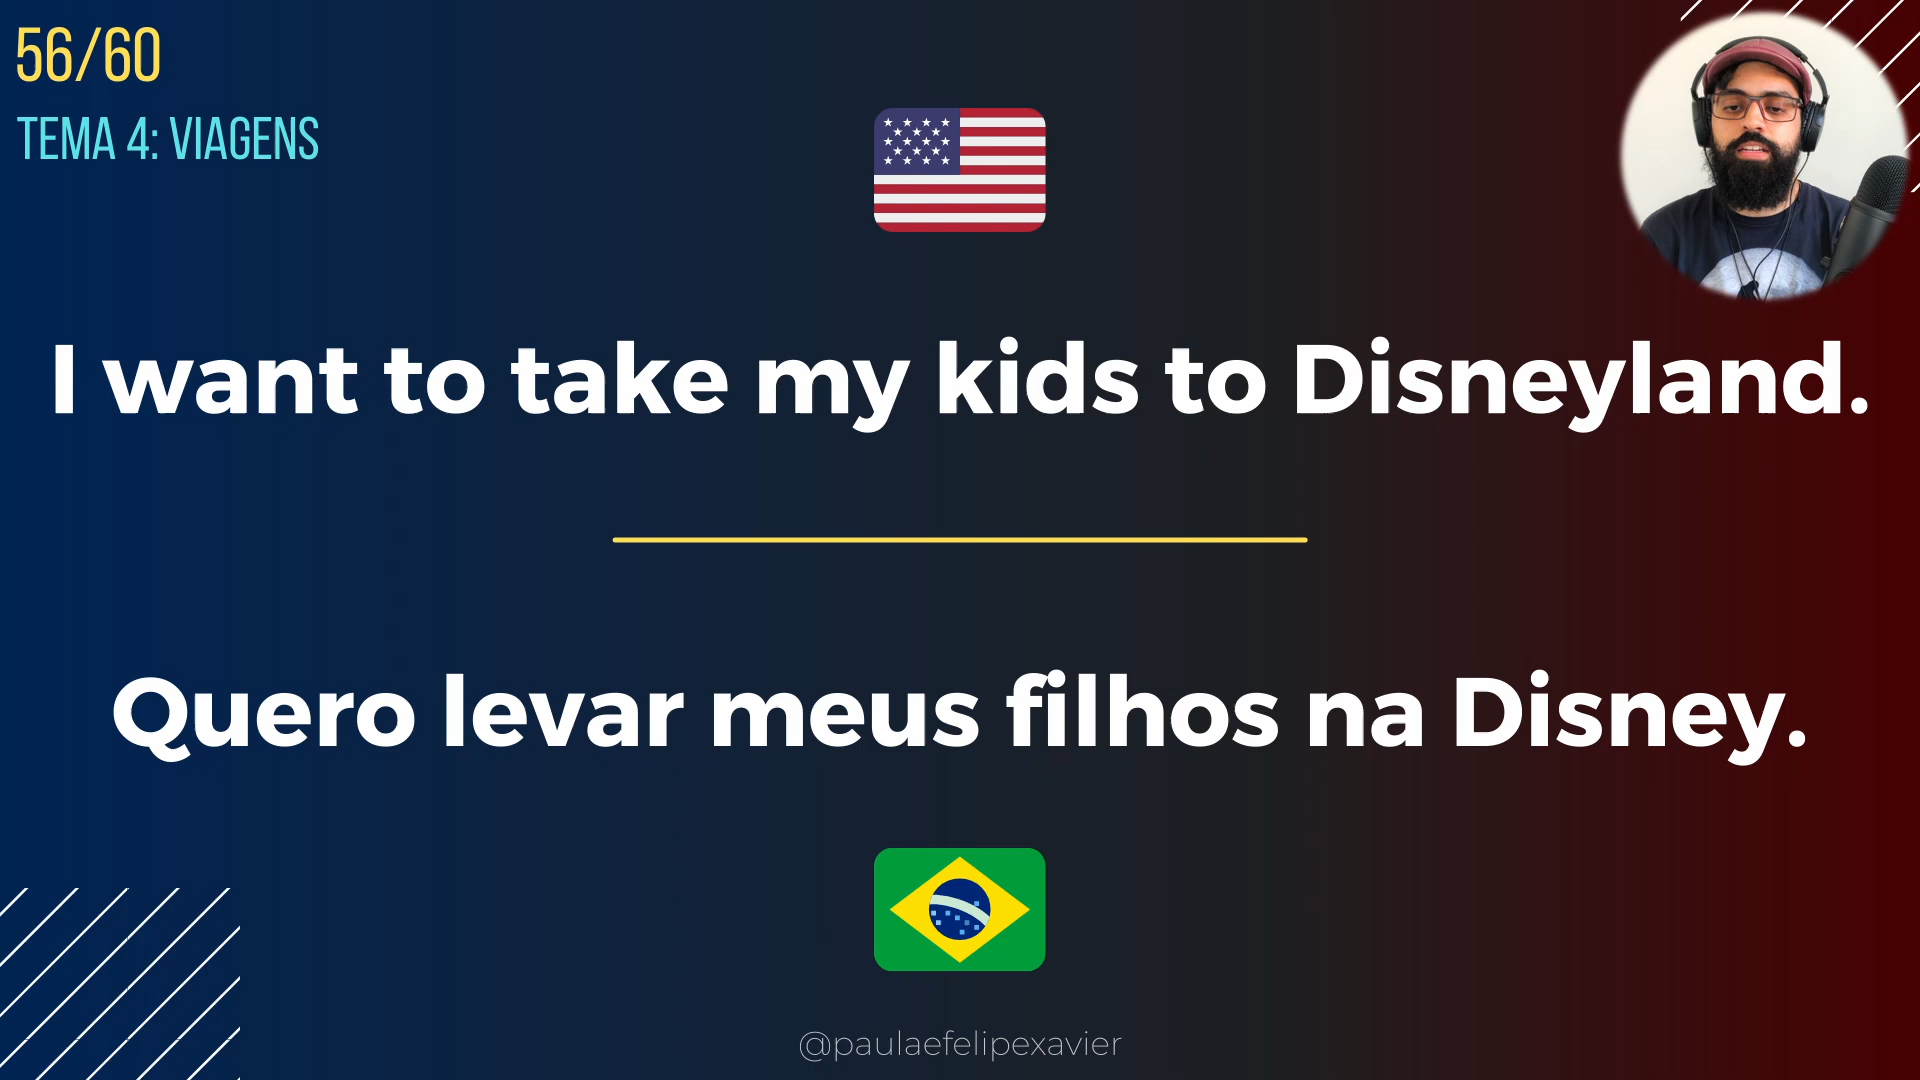 56/60
TEMA 4: VIAGENS
I want to take my kids to Disneyland.
Quero levar meus filhos na Disney.
@paulaefelipexavier